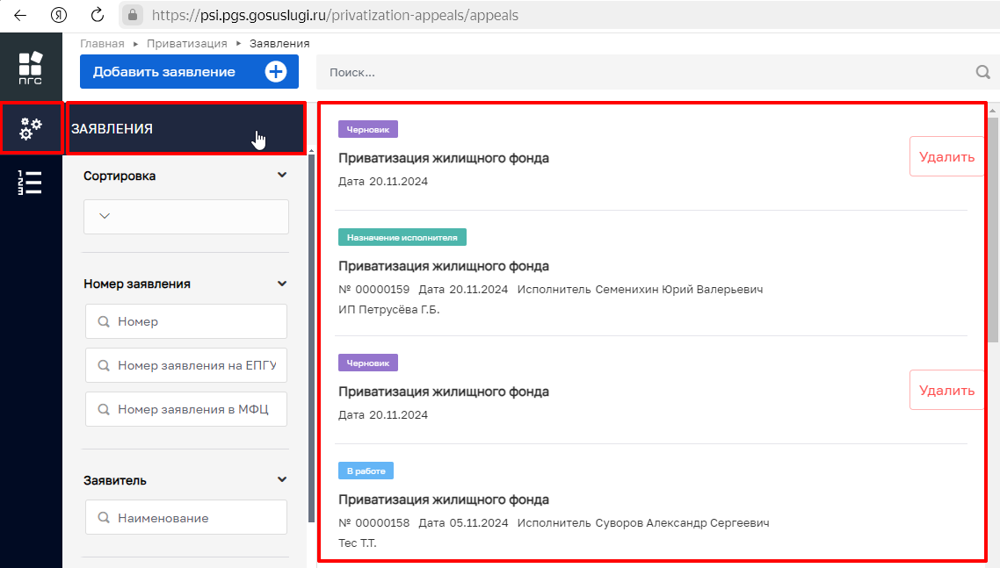 https://psi.pgs.gosuslugi.ru/privatization-appeals/appeals
Главная ▸ Приватизация ▸ Заявления
пгс
Добавить заявление
Поиск...
ЗАЯВЛЕНИЯ
Сортировка
Номер заявления
Номер
Номер заявления на ЕПГУ
Номер заявления в МФЦ
Заявитель
Наименование
Черновик
Приватизация жилищного фонда
Дата 20.11.2024
Удалить
Назначение исполнителя
Приватизация жилищного фонда
№ 00000159 Дата 20.11.2024 Исполнитель Семенихин Юрий Валерьевич
ИП Петрусёва Г.Б.
Черновик
Приватизация жилищного фонда
Дата 20.11.2024
Удалить
В работе
Приватизация жилищного фонда
№ 00000158 Дата 05.11.2024 Исполнитель Суворов Александр Сергеевич
Тес Т.Т.